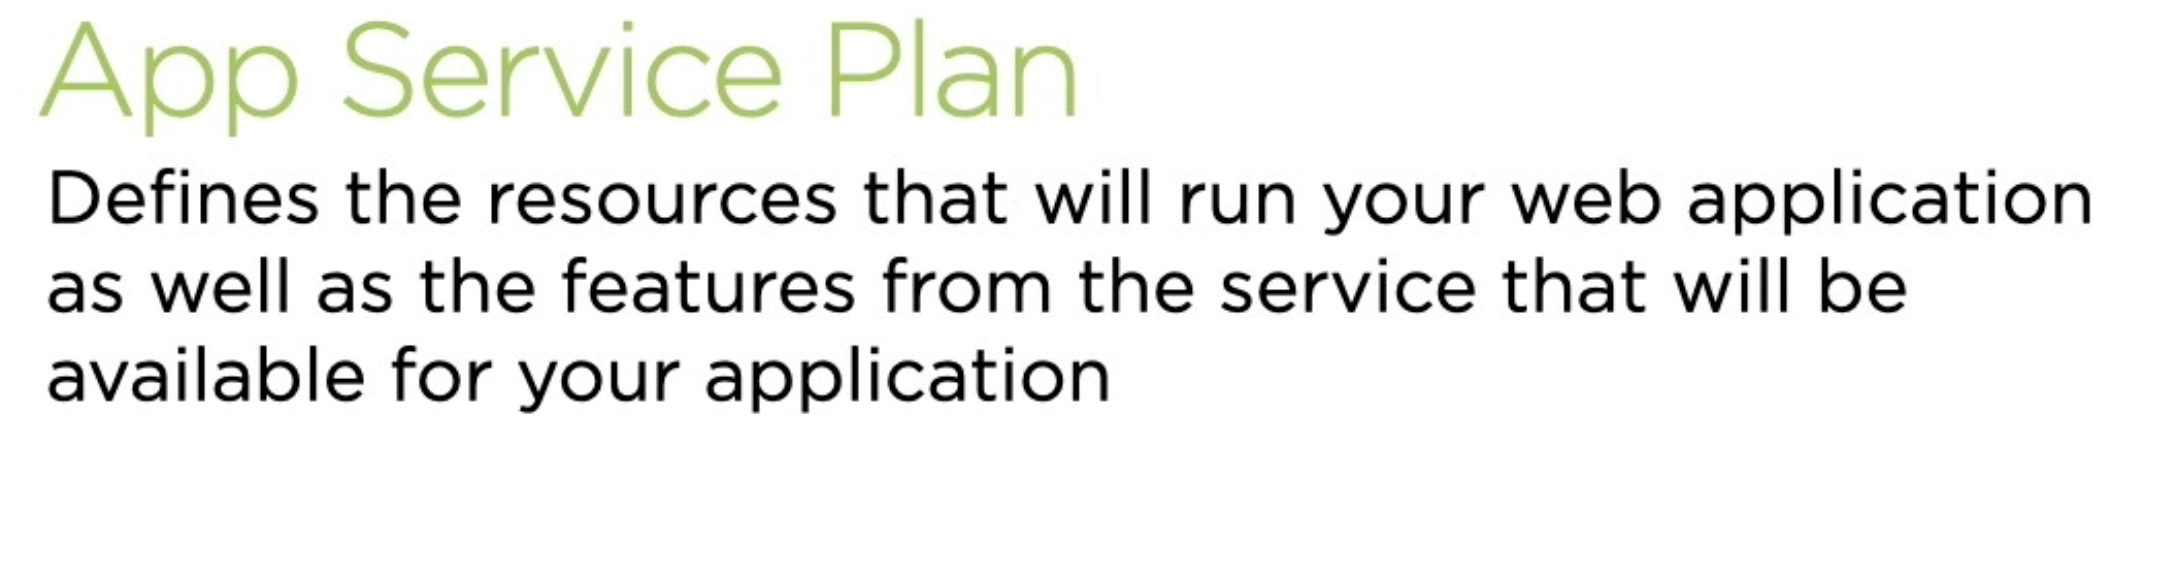 App Service Plan
Defines the resources that will run your web application
as well as the features from the service that will be
available for your application